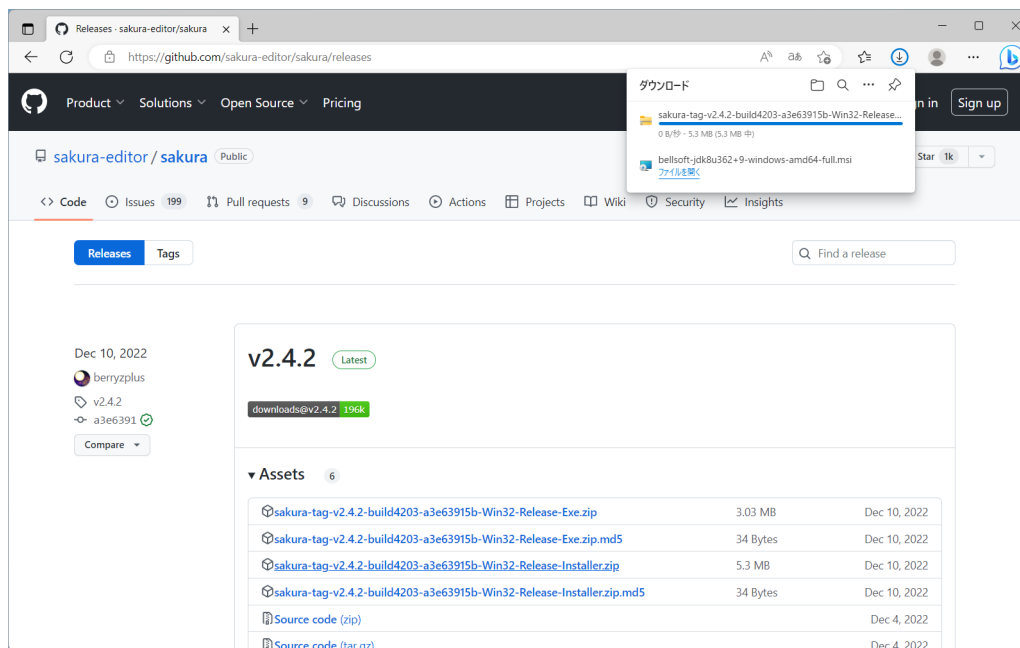 Releases · sakura-editor/sakura
https://github.com/sakura-editor/sakura/releases
ダウンロード
sakura-tag-v2.4.2-build4203-a3e63915b-Win32-Release...
0 B/秒 - 5.3 MB (5.3 MB 中)
bellsoft-jdk8u362+9-windows-amd64-full.msi
ファイルを開く
Product Solutions Open Source Pricing
n in Sign up
sakura-editor / sakura Public
Star 1k
Code Issues 199 Pull requests 9 Discussions Actions Projects Wiki Security Insights
Releases Tags
Find a release
Dec 10, 2022
berryzplus
v2.4.2
a3e6391
Compare
v2.4.2 Latest
downloads@v2.4.2 196k
Assets 6
sakura-tag-v2.4.2-build4203-a3e63915b-Win32-Release-Exe.zip 3.03 MB Dec 10, 2022
sakura-tag-v2.4.2-build4203-a3e63915b-Win32-Release-Exe.zip.md5 34 Bytes Dec 10, 2022
sakura-tag-v2.4.2-build4203-a3e63915b-Win32-Release-Installer.zip 5.3 MB Dec 10, 2022
sakura-tag-v2.4.2-build4203-a3e63915b-Win32-Release-Installer.zip.md5 34 Bytes Dec 10, 2022
Source code (zip) Dec 4, 2022
Source code (tar.gz) Dec 4, 2022